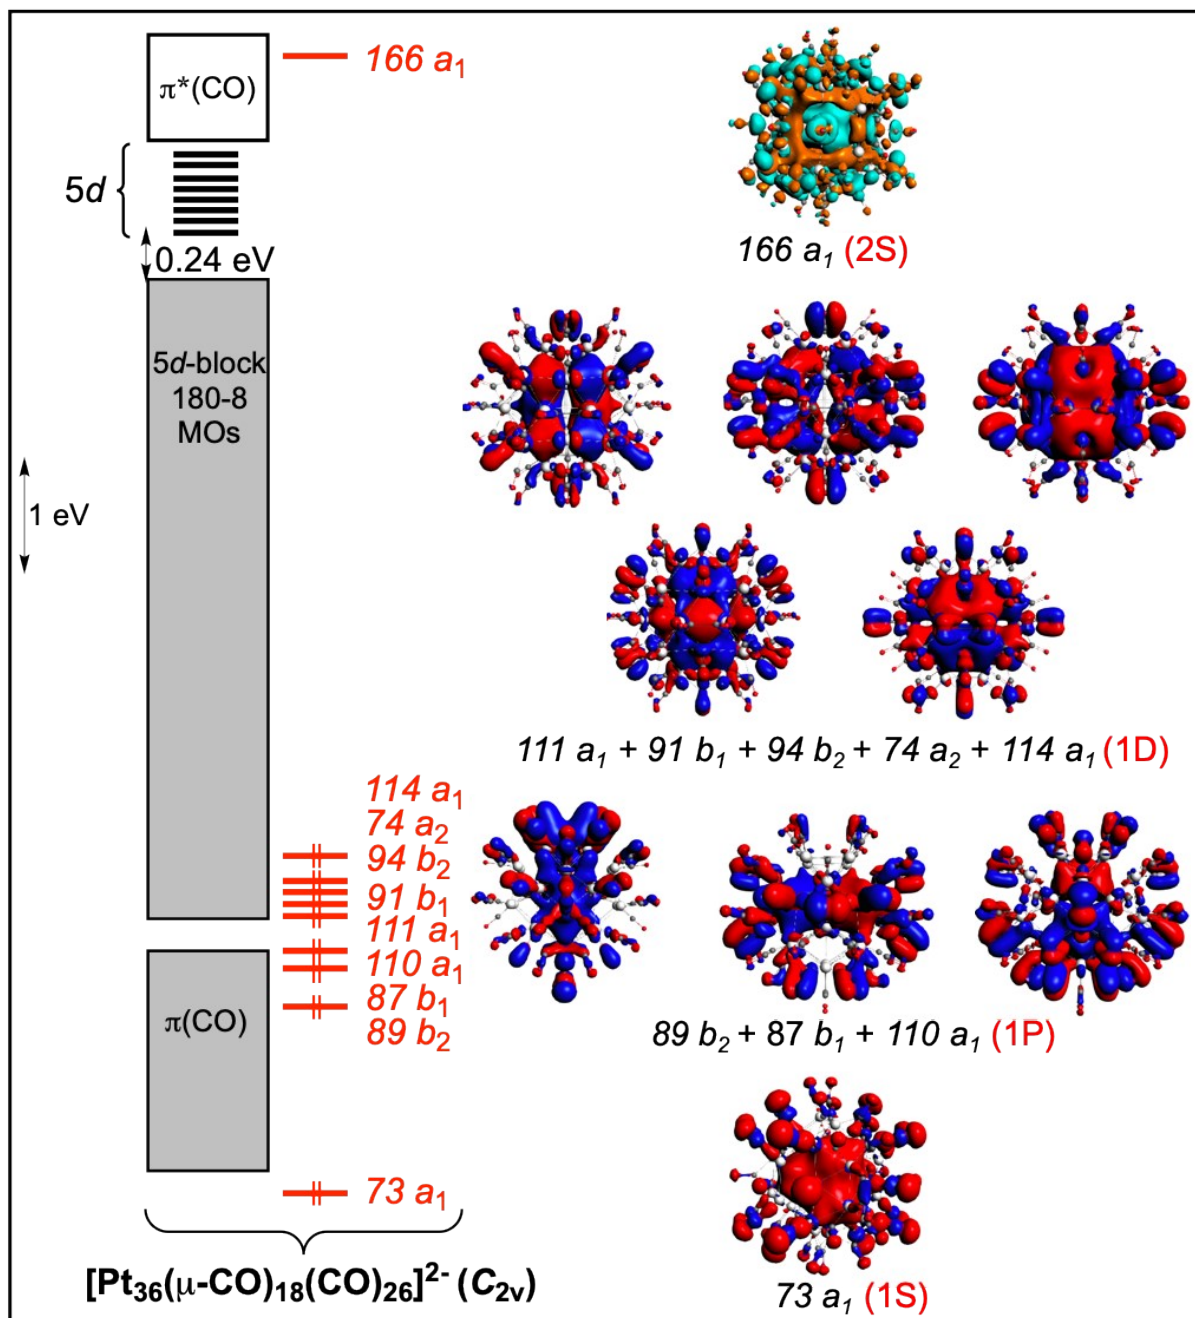 π*(CO)
166 a₁
5d
0.24 eV
166 a₁ (2S)
5d-block
180-8
MOs
1 eV
111 a₁ + 91 b₁ + 94 b₂ + 74 a₂ + 114 a₁ (1D)
114 a₁
74 a₂
94 b₂
91 b₁
111 a₁
110 a₁
87 b₁
89 b₂
π(CO)
89 b₂ + 87 b₁ + 110 a₁ (1P)
73 a₁
[Pt₃₆(μ-CO)₁₈(CO)₂₆]²⁻ (C₂ᵥ)
73 a₁ (1S)